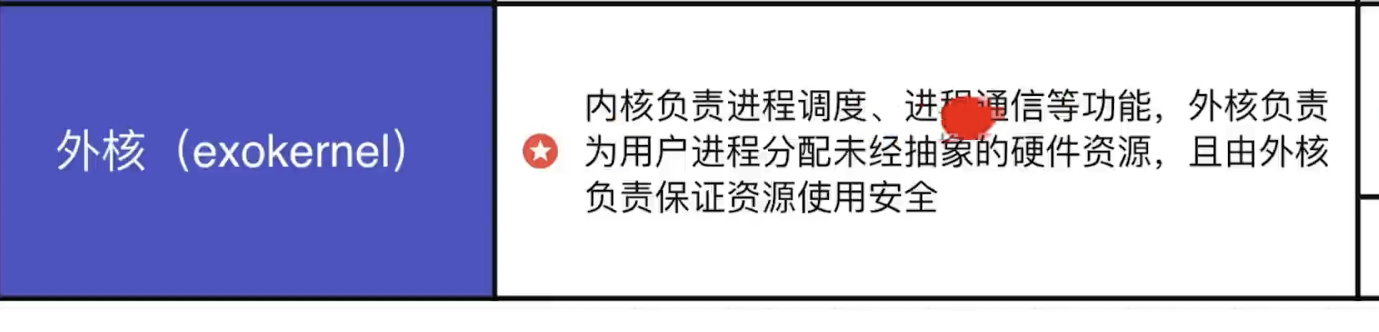 外核（exokernel）
内核负责进程调度、进程通信等功能，外核负责
为用户进程分配未经抽象的硬件资源，且由外核
负责保证资源使用安全